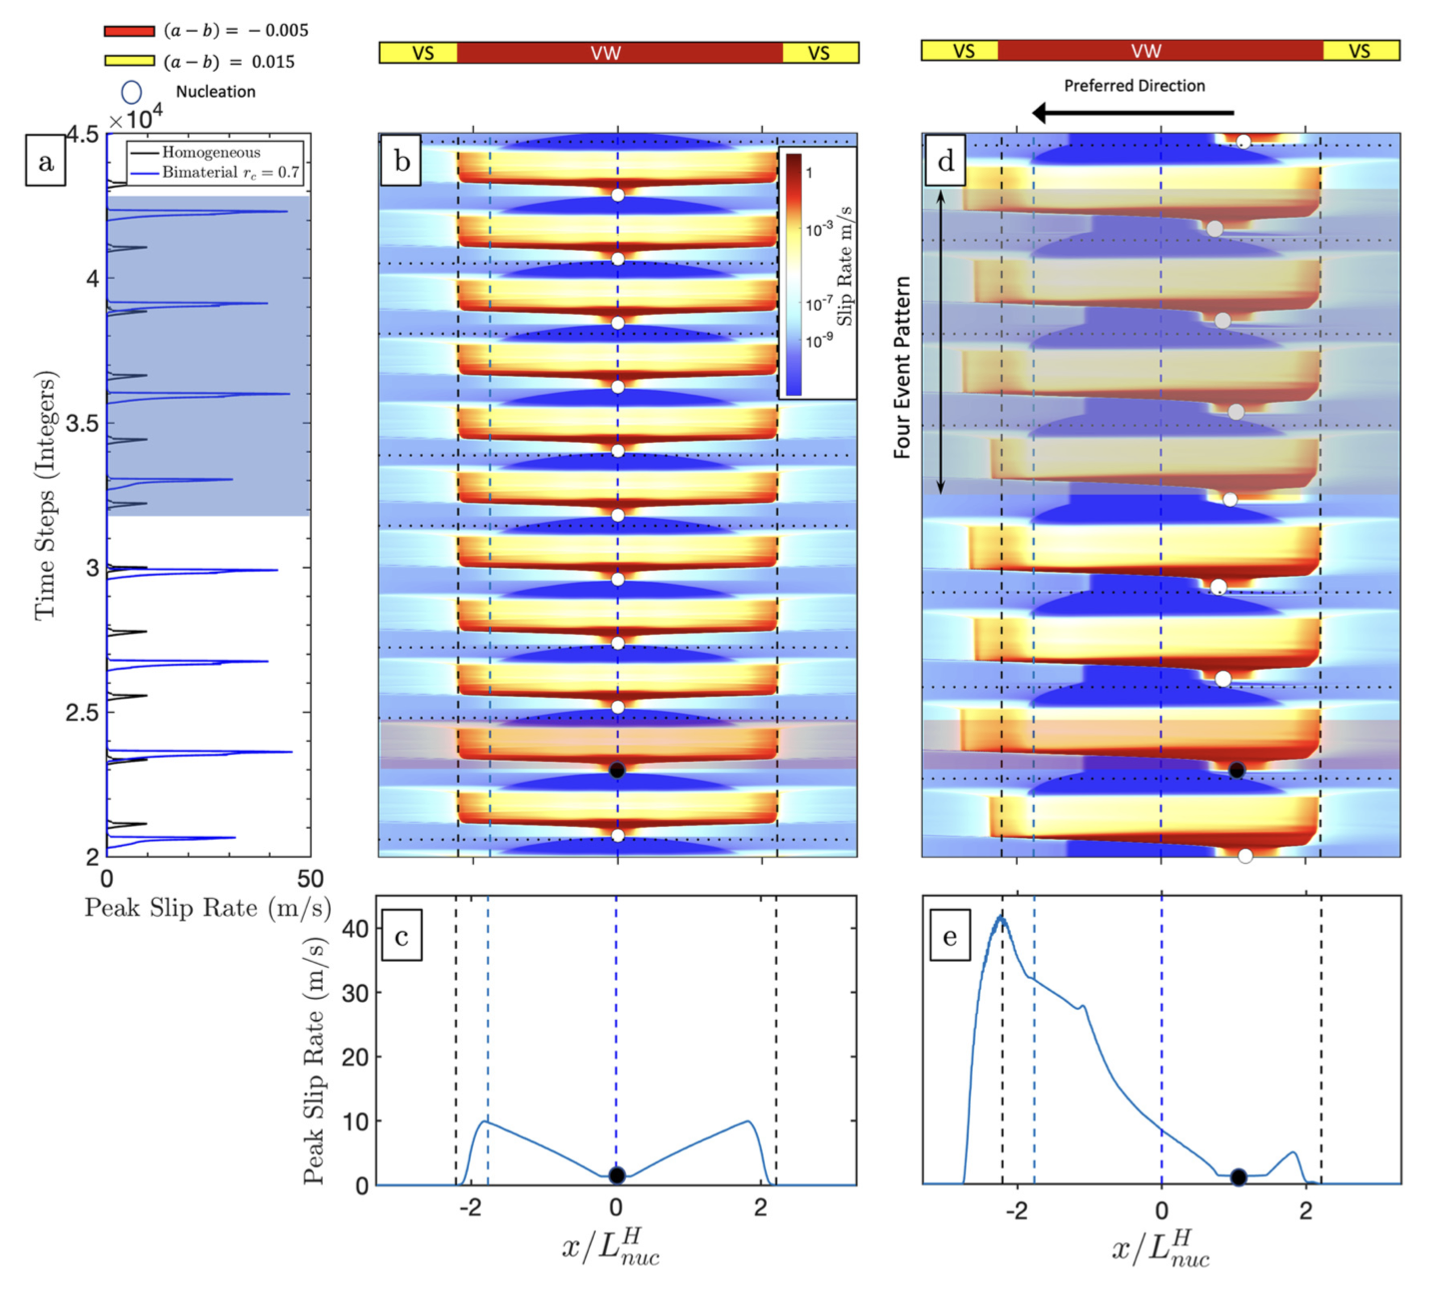 (a − b) = − 0.005
(a − b) = 0.015
Nucleation
VS VW VS
VS VW VS
Preferred Direction
×10⁴
a
Homogeneous
Bimaterial r_c = 0.7
4.5
4
3.5
3
2.5
2
Time Steps (Integers)
0 50
Peak Slip Rate (m/s)
b
1
10⁻³
10⁻⁷
10⁻⁹
Slip Rate m/s
d
Four Event Pattern
c
40
30
20
10
0
Peak Slip Rate (m/s)
-2 0 2
x/L^H_nuc
e
-2 0 2
x/L^H_nuc